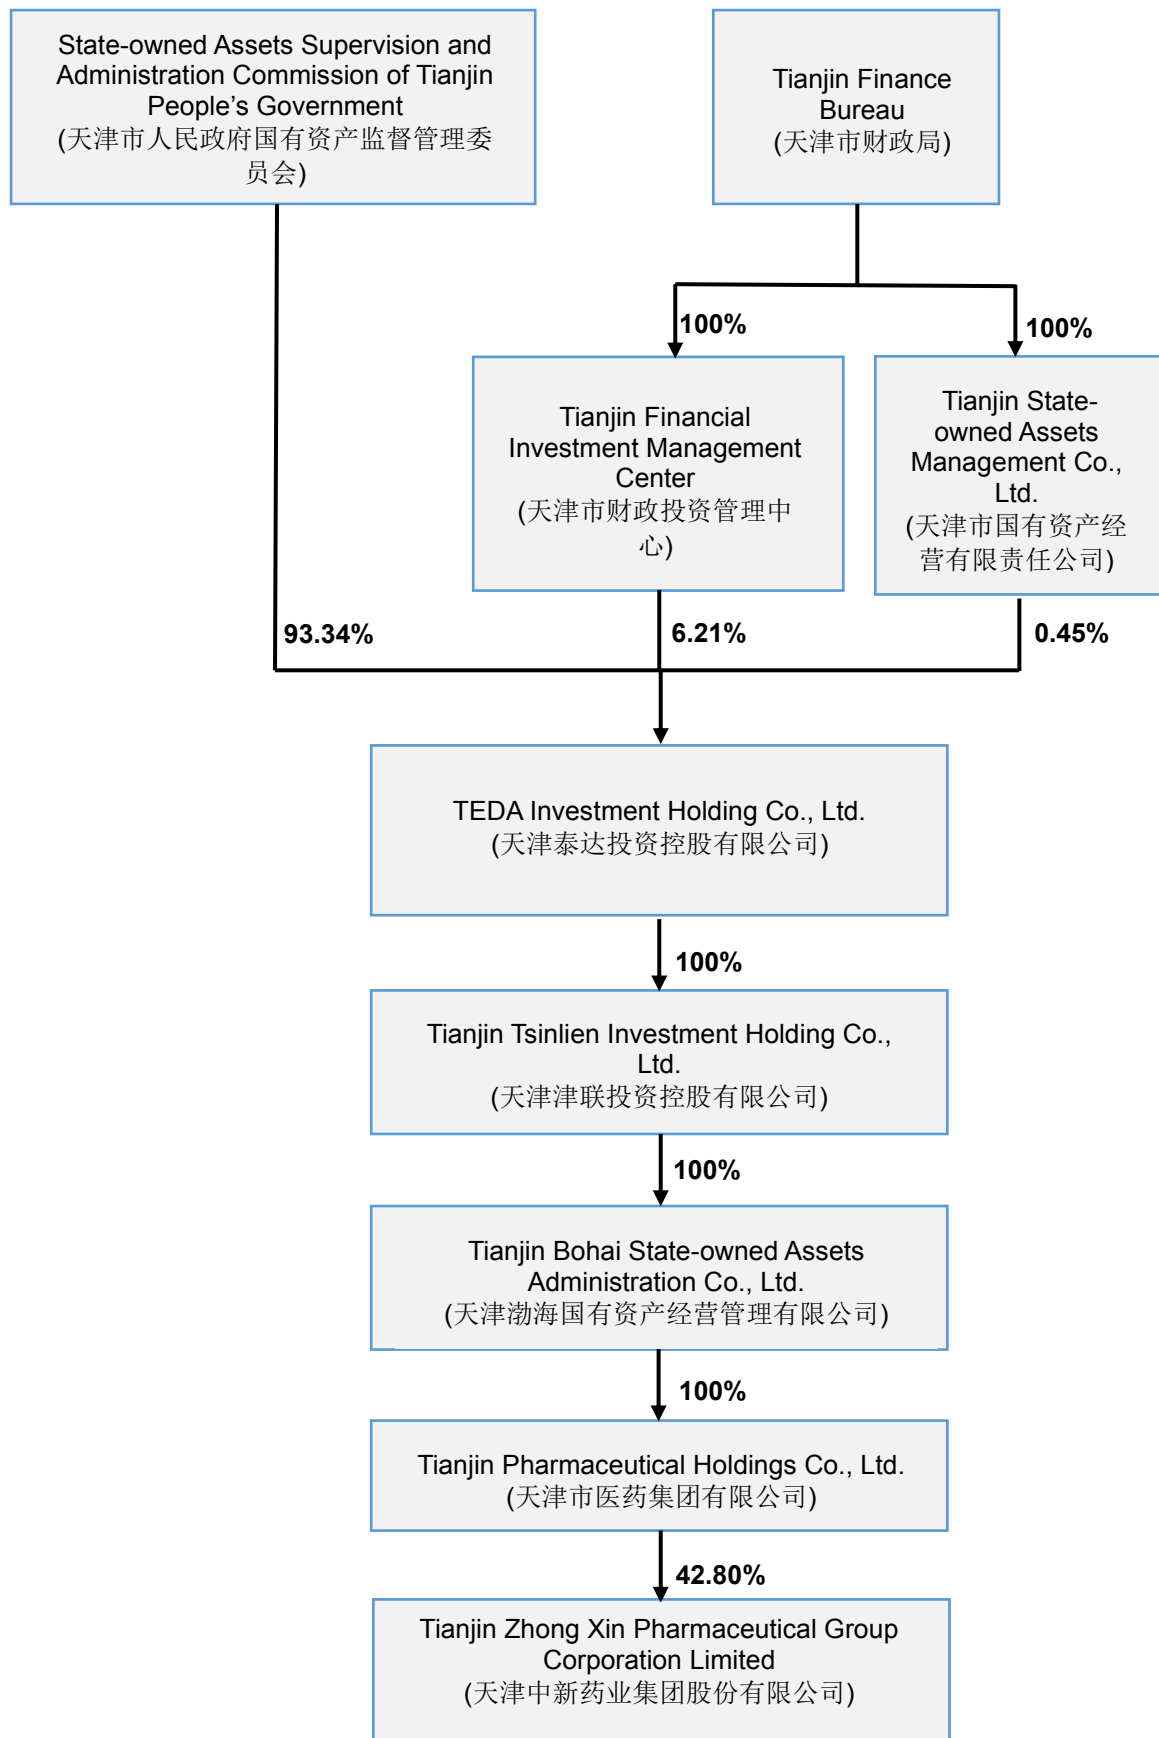 State-owned Assets Supervision and
Administration Commission of Tianjin
People’s Government
(天津市人民政府国有资产监督管理委
员会)
Tianjin Finance
Bureau
(天津市财政局)
100%
100%
Tianjin Financial
Investment Management
Center
(天津市财政投资管理中
心)
Tianjin State-
owned Assets
Management Co.,
Ltd.
(天津市国有资产经
营有限责任公司)
93.34%
6.21%
0.45%
TEDA Investment Holding Co., Ltd.
(天津泰达投资控股有限公司)
100%
Tianjin Tsinlien Investment Holding Co.,
Ltd.
(天津津联投资控股有限公司)
100%
Tianjin Bohai State-owned Assets
Administration Co., Ltd.
(天津渤海国有资产经营管理有限公司)
100%
Tianjin Pharmaceutical Holdings Co., Ltd.
(天津市医药集团有限公司)
42.80%
Tianjin Zhong Xin Pharmaceutical Group
Corporation Limited
(天津中新药业集团股份有限公司)